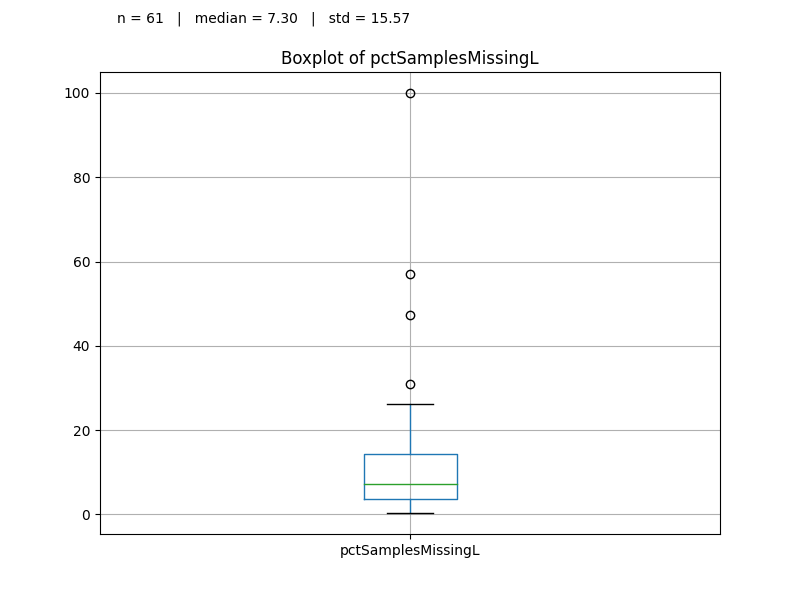 n = 61   |   median = 7.30   |   std = 15.57
Boxplot of pctSamplesMissingL
100
80
60
40
20
0
pctSamplesMissingL